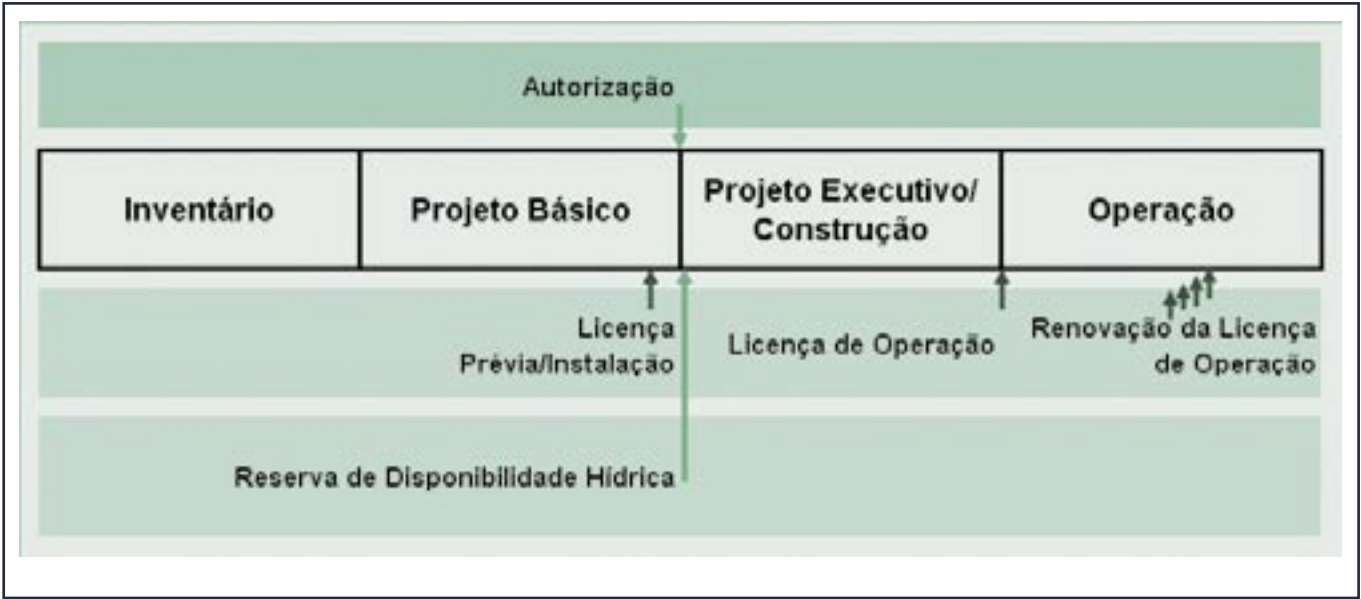 Autorização
Inventário
Projeto Básico
Projeto Executivo/
Construção
Operação
Licença
Prévia/Instalação
Licença de Operação
Renovação da Licença
de Operação
Reserva de Disponibilidade Hídrica